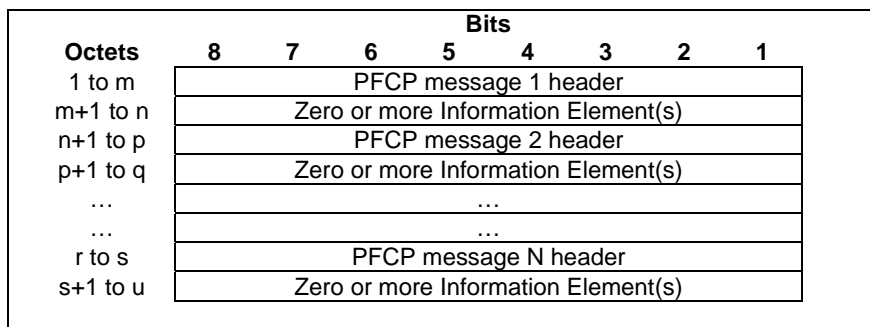 Bits
Octets 8 7 6 5 4 3 2 1
1 to m PFCP message 1 header
m+1 to n Zero or more Information Element(s)
n+1 to p PFCP message 2 header
p+1 to q Zero or more Information Element(s)
… …
… …
r to s PFCP message N header
s+1 to u Zero or more Information Element(s)